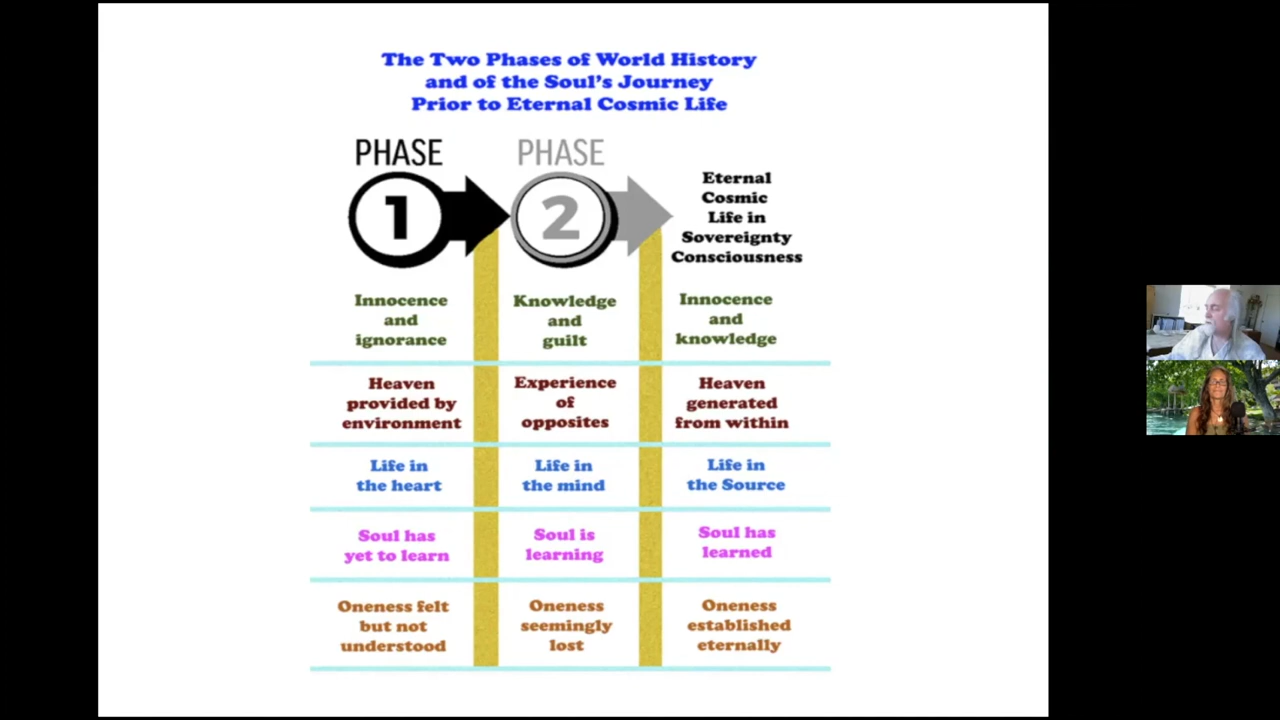 The Two Phases of World History
and of the Soul's Journey
Prior to Eternal Cosmic Life
PHASE
1
PHASE
2
Eternal
Cosmic
Life in
Sovereignty
Consciousness
Innocence
and
ignorance
Knowledge
and
guilt
Innocence
and
knowledge
Heaven
provided by
environment
Experience
of
opposites
Heaven
generated
from within
Life in
the heart
Life in
the mind
Life in
the Source
Soul has
yet to learn
Soul is
learning
Soul has
learned
Oneness felt
but not
understood
Oneness
seemingly
lost
Oneness
established
eternally